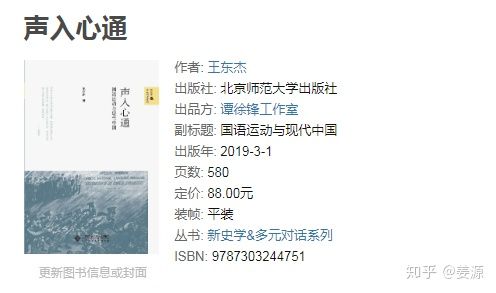 声入心通
作者: 王东杰
出版社: 北京师范大学出版社
出品方: 谭徐锋工作室
副标题: 国语运动与现代中国
出版年: 2019-3-1
页数: 580
定价: 88.00元
装帧: 平装
丛书: 新史学&多元对话系列
ISBN: 9787303244751
声入心通
国语运动与现代中国
更新图书信息或封面
知乎 @姜源